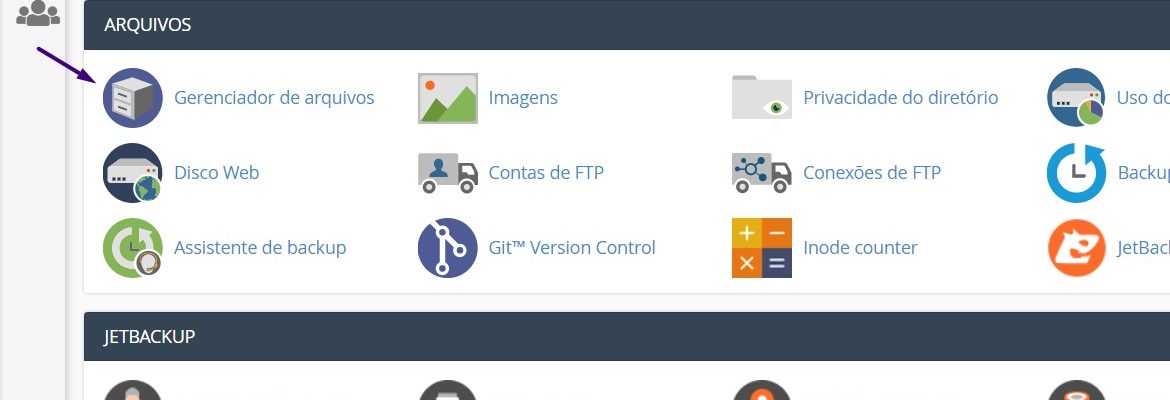 ARQUIVOS
Gerenciador de arquivos
Imagens
Privacidade do diretório
Uso do
Disco Web
Contas de FTP
Conexões de FTP
Backup
Assistente de backup
Git™ Version Control
Inode counter
JetBac
JETBACKUP